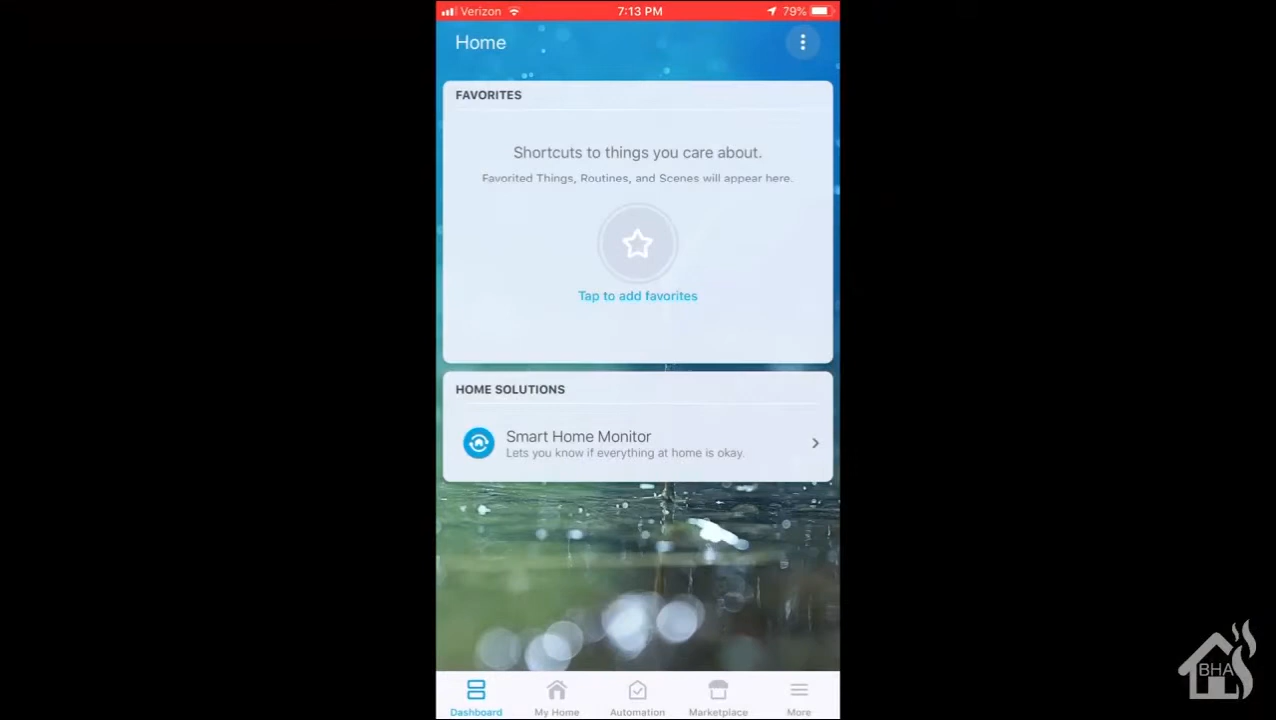 Verizon 7:13 PM 79%
Home
FAVORITES
Shortcuts to things you care about.
Favorited Things, Routines, and Scenes will appear here.
Tap to add favorites
HOME SOLUTIONS
Smart Home Monitor
Lets you know if everything at home is okay.
Dashboard My Home Automation Marketplace More
BHA